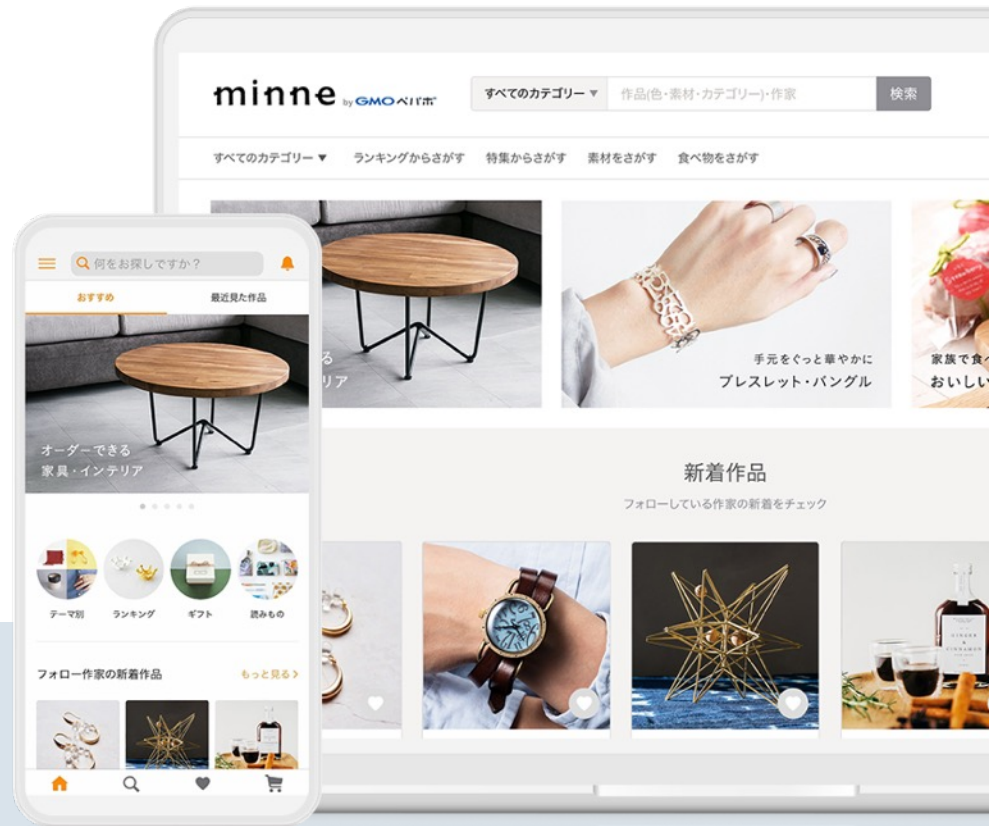 minne by GMOペパボ
すべてのカテゴリー ▼
作品(色・素材・カテゴリー)・作家
検索
すべてのカテゴリー ▼
ランキングからさがす
特集からさがす
素材をさがす
食べ物をさがす
る
リア
手元をぐっと華やかに
ブレスレット・バングル
Strawberry
家族で食べ
おいしい
新着作品
フォローしている作家の新着をチェック
GINGER
&
CINNAMON
何をお探しですか？
おすすめ
最近見た作品
オーダーできる
家具・インテリア
テーマ別
ランキング
ギフト
読みもの
フォロー作家の新着作品
もっと見る